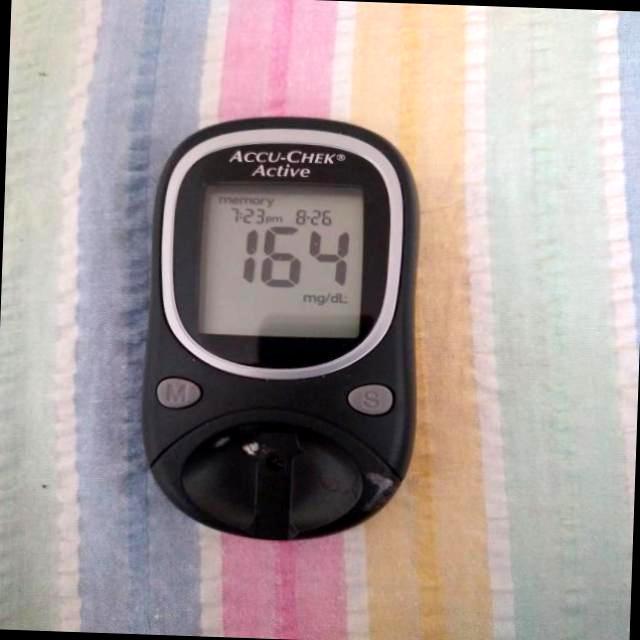 ACCU-CHEK®
Active
memory
7:23pm 8-26
164
mg/dL
M S